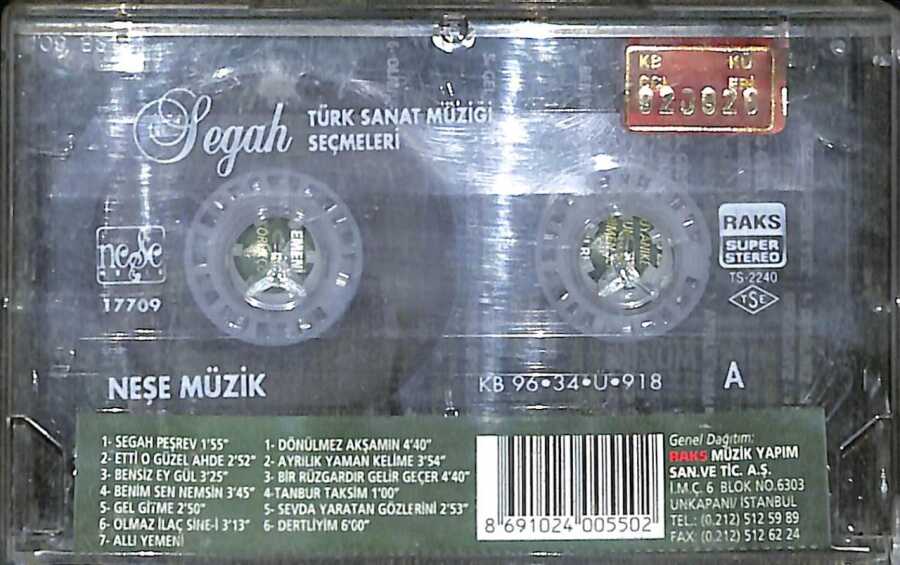 Segah
TÜRK SANAT MÜZİĞİ
SEÇMELERİ
KB
920920
RAKS
SUPER
STEREO
TS-2240
TSE
neşe
17709
NEŞE MÜZİK
KB 96•34•U•918
A
1- SEGAH PEŞREV 1'55"
2- ETTİ O GÜZEL AHDE 2'52"
3- BENSİZ EY GÜL 3'25"
4- BENİM SEN NEMSİN 3'45"
5- GEL GİTME 2'50"
6- OLMAZ İLAÇ SİNE-İ 3'13"
7- ALLI YEMENİ
1- DÖNÜLMEZ AKŞAMIN 4'40"
2- AYRILIK YAMAN KELİME 3'54"
3- BİR RÜZGARDIR GELİR GEÇER 4'40"
4-TANBUR TAKSİM 1'00"
5- SEVDA YARATAN GÖZLERİNİ 2'53"
6- DERTLİYİM 6'00"
8 691024 005502
Genel Dağıtım:
RAKS MÜZİK YAPIM
SAN.VE TİC. A.Ş.
İ.M.Ç. 6 BLOK NO.6303
UNKAPANI/ İSTANBUL
TEL.: (0.212) 512 59 89
FAX: (0.212) 512 62 24